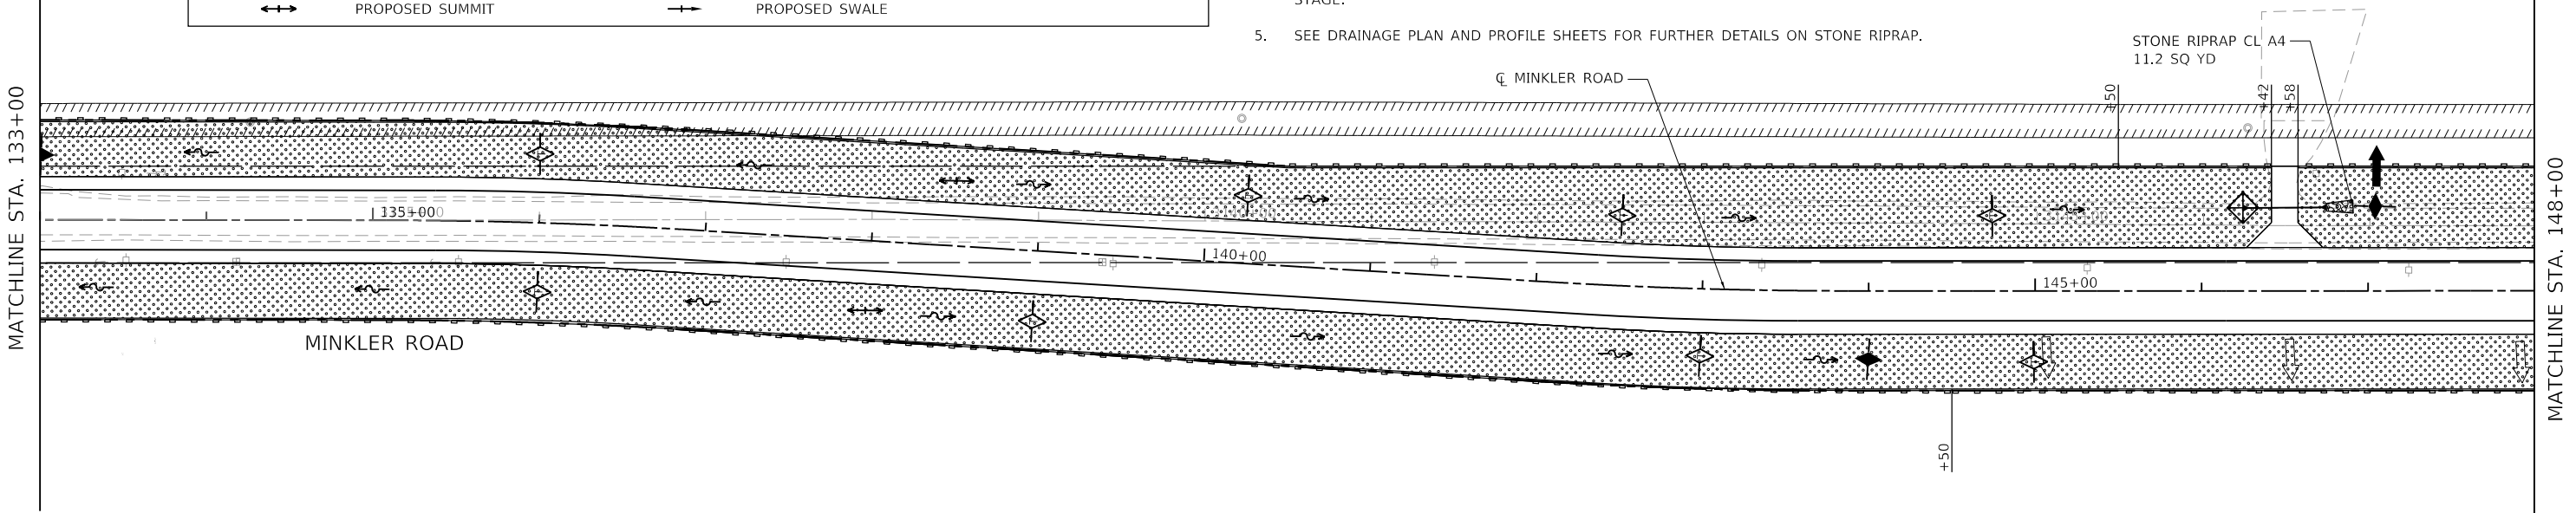 PROPOSED SUMMIT
PROPOSED SWALE
STAGE.
5. SEE DRAINAGE PLAN AND PROFILE SHEETS FOR FURTHER DETAILS ON STONE RIPRAP.
STONE RIPRAP CL A4
11.2 SQ YD
℄ MINKLER ROAD
+50
+42
+58
MATCHLINE STA. 133+00
135+00
140+00
145+00
MINKLER ROAD
+50
MATCHLINE STA. 148+00